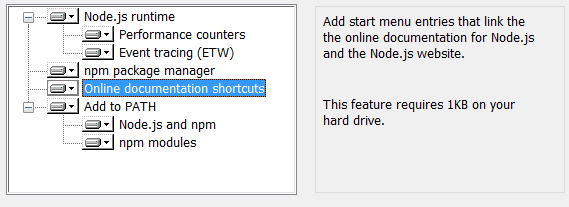 Node.js runtime
Performance counters
Event tracing (ETW)
npm package manager
Online documentation shortcuts
Add to PATH
Node.js and npm
npm modules
Add start menu entries that link the
the online documentation for Node.js
and the Node.js website.
This feature requires 1KB on your
hard drive.